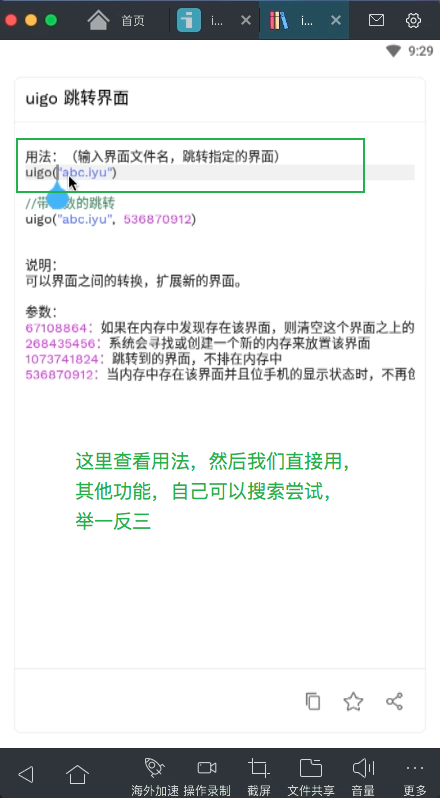 首页
i...
i...
9:29
uigo 跳转界面
用法：（输入界面文件名，跳转指定的界面）
uigo("abc.iyu")
//带 数的跳转
uigo("abc.iyu", 536870912)
说明：
可以界面之间的转换，扩展新的界面。
参数：
67108864：如果在内存中发现存在该界面，则清空这个界面之上的
268435456：系统会寻找或创建一个新的内存来放置该界面
1073741824：跳转到的界面，不排在内存中
536870912：当内存中存在该界面并且位手机的显示状态时，不再创
这里查看用法，然后我们直接用，
其他功能，自己可以搜索尝试，
举一反三
海外加速 操作录制 截屏 文件共享 音量 更多